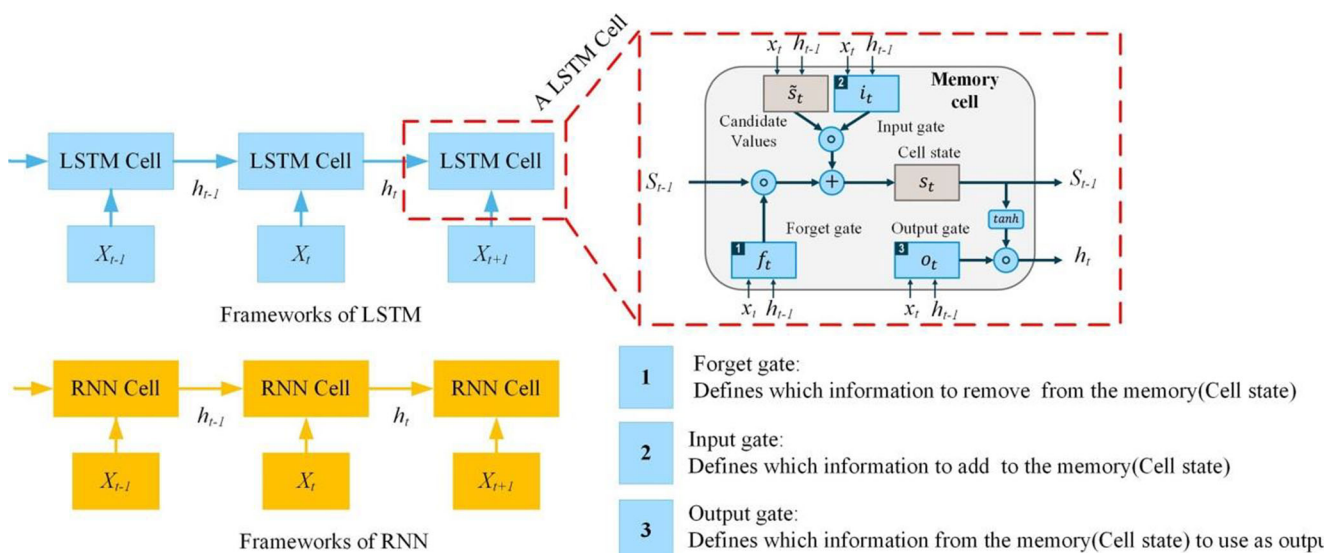 A LSTM Cell
LSTM Cell
LSTM Cell
LSTM Cell
h_{t-1}
h_t
X_{t-1}
X_t
X_{t+1}
Frameworks of LSTM
x_t h_{t-1} x_t h_{t-1}
Memory
cell
s̃_t
2
i_t
Candidate
Values
Input gate
Cell state
S_{t-1}
+
s_t
S_{t-1}
tanh
Forget gate
Output gate
1
f_t
3
o_t
h_t
x_t h_{t-1}
x_t h_{t-1}
RNN Cell
RNN Cell
RNN Cell
h_{t-1}
h_t
X_{t-1}
X_t
X_{t+1}
Frameworks of RNN
1
Forget gate:
Defines which information to remove from the memory(Cell state)
2
Input gate:
Defines which information to add to the memory(Cell state)
3
Output gate:
Defines which information from the memory(Cell state) to use as outpu